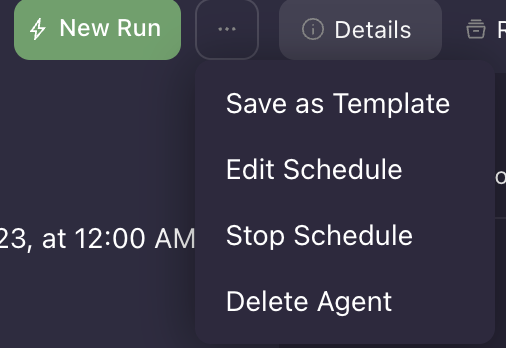 New Run
Details
Save as Template
Edit Schedule
23, at 12:00 AM
Stop Schedule
Delete Agent